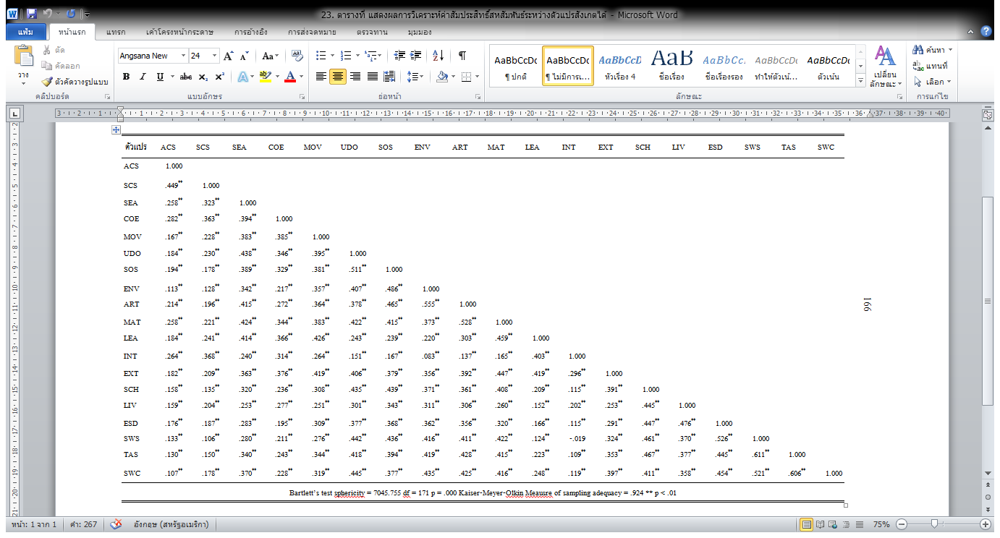 23. ตารางที่ แสดงผลการวิเคราะห์ค่าสัมประสิทธิ์สหสัมพันธ์ระหว่างตัวแปรสังเกตได้ - Microsoft Word
แฟ้ม หน้าแรก แทรก เค้าโครงหน้ากระดาษ การอ้างอิง การส่งจดหมาย ตรวจทาน มุมมอง
วาง
ตัด
คัดลอก
ตัวคัดวางรูปแบบ
คลิปบอร์ด
Angsana New 24
แบบอักษร
ย่อหน้า
AaBbCcDc AaBbCcDc AaBbCcD AaB AaBbCc. AaBbCcDc AaBbCcDc
¶ ปกติ ¶ ไม่มีการเ... หัวเรื่อง 4 ชื่อเรื่อง ชื่อเรื่องรอง ทำให้ตัวเน้... ตัวเน้น
ลักษณะ
เปลี่ยน
ลักษณะ
ค้นหา
แทนที่
เลือก
การแก้ไข
ตัวแปร ACS SCS SEA COE MOV UDO SOS ENV ART MAT LEA INT EXT SCH LIV ESD SWS TAS SWC
ACS 1.000
SCS .449** 1.000
SEA .258** .323** 1.000
COE .282** .363** .394** 1.000
MOV .167** .228** .383** .385** 1.000
UDO .184** .230** .438** .346** .395** 1.000
SOS .194** .178** .389** .329** .381** .511** 1.000
ENV .113** .128** .342** .217** .357** .407** .486** 1.000
ART .214** .196** .415** .272** .364** .378** .465** .555** 1.000
MAT .258** .221** .424** .344** .383** .422** .415** .373** .528** 1.000
LEA .184** .241** .414** .366** .426** .243** .239** .220** .303** .459** 1.000
INT .264** .368** .240** .314** .264** .151** .167** .083** .137** .165** .403** 1.000
EXT .182** .209** .363** .376** .419** .406** .379** .356** .392** .447** .419** .296** 1.000
SCH .158** .135** .320** .236** .308** .435** .439** .371** .361** .408** .209** .115** .391** 1.000
LIV .159** .204** .253** .277** .251** .301** .343** .311** .306** .260** .152** .202** .253** .445** 1.000
ESD .176** .187** .283** .195** .309** .377** .368** .362** .356** .320** .166** .115** .291** .447** .476** 1.000
SWS .133** .106** .280** .211** .276** .442** .436** .416** .411** .422** .124** -.019 .324** .461** .370** .526** 1.000
TAS .130** .150** .340** .243** .344** .418** .394** .419** .428** .415** .223** .109** .353** .467** .377** .445** .611** 1.000
SWC .107** .178** .370** .228** .319** .445** .377** .435** .425** .416** .248** .119** .397** .411** .358** .454** .521** .606** 1.000
Bartlett's test sphericity = 7045.755 df = 171 p = .000 Kaiser-Meyer-Olkin Meausre of sampling adequacy = .924 ** p < .01
166
หน้า: 1 จาก 1 คำ: 267 อังกฤษ (สหรัฐอเมริกา) 75%